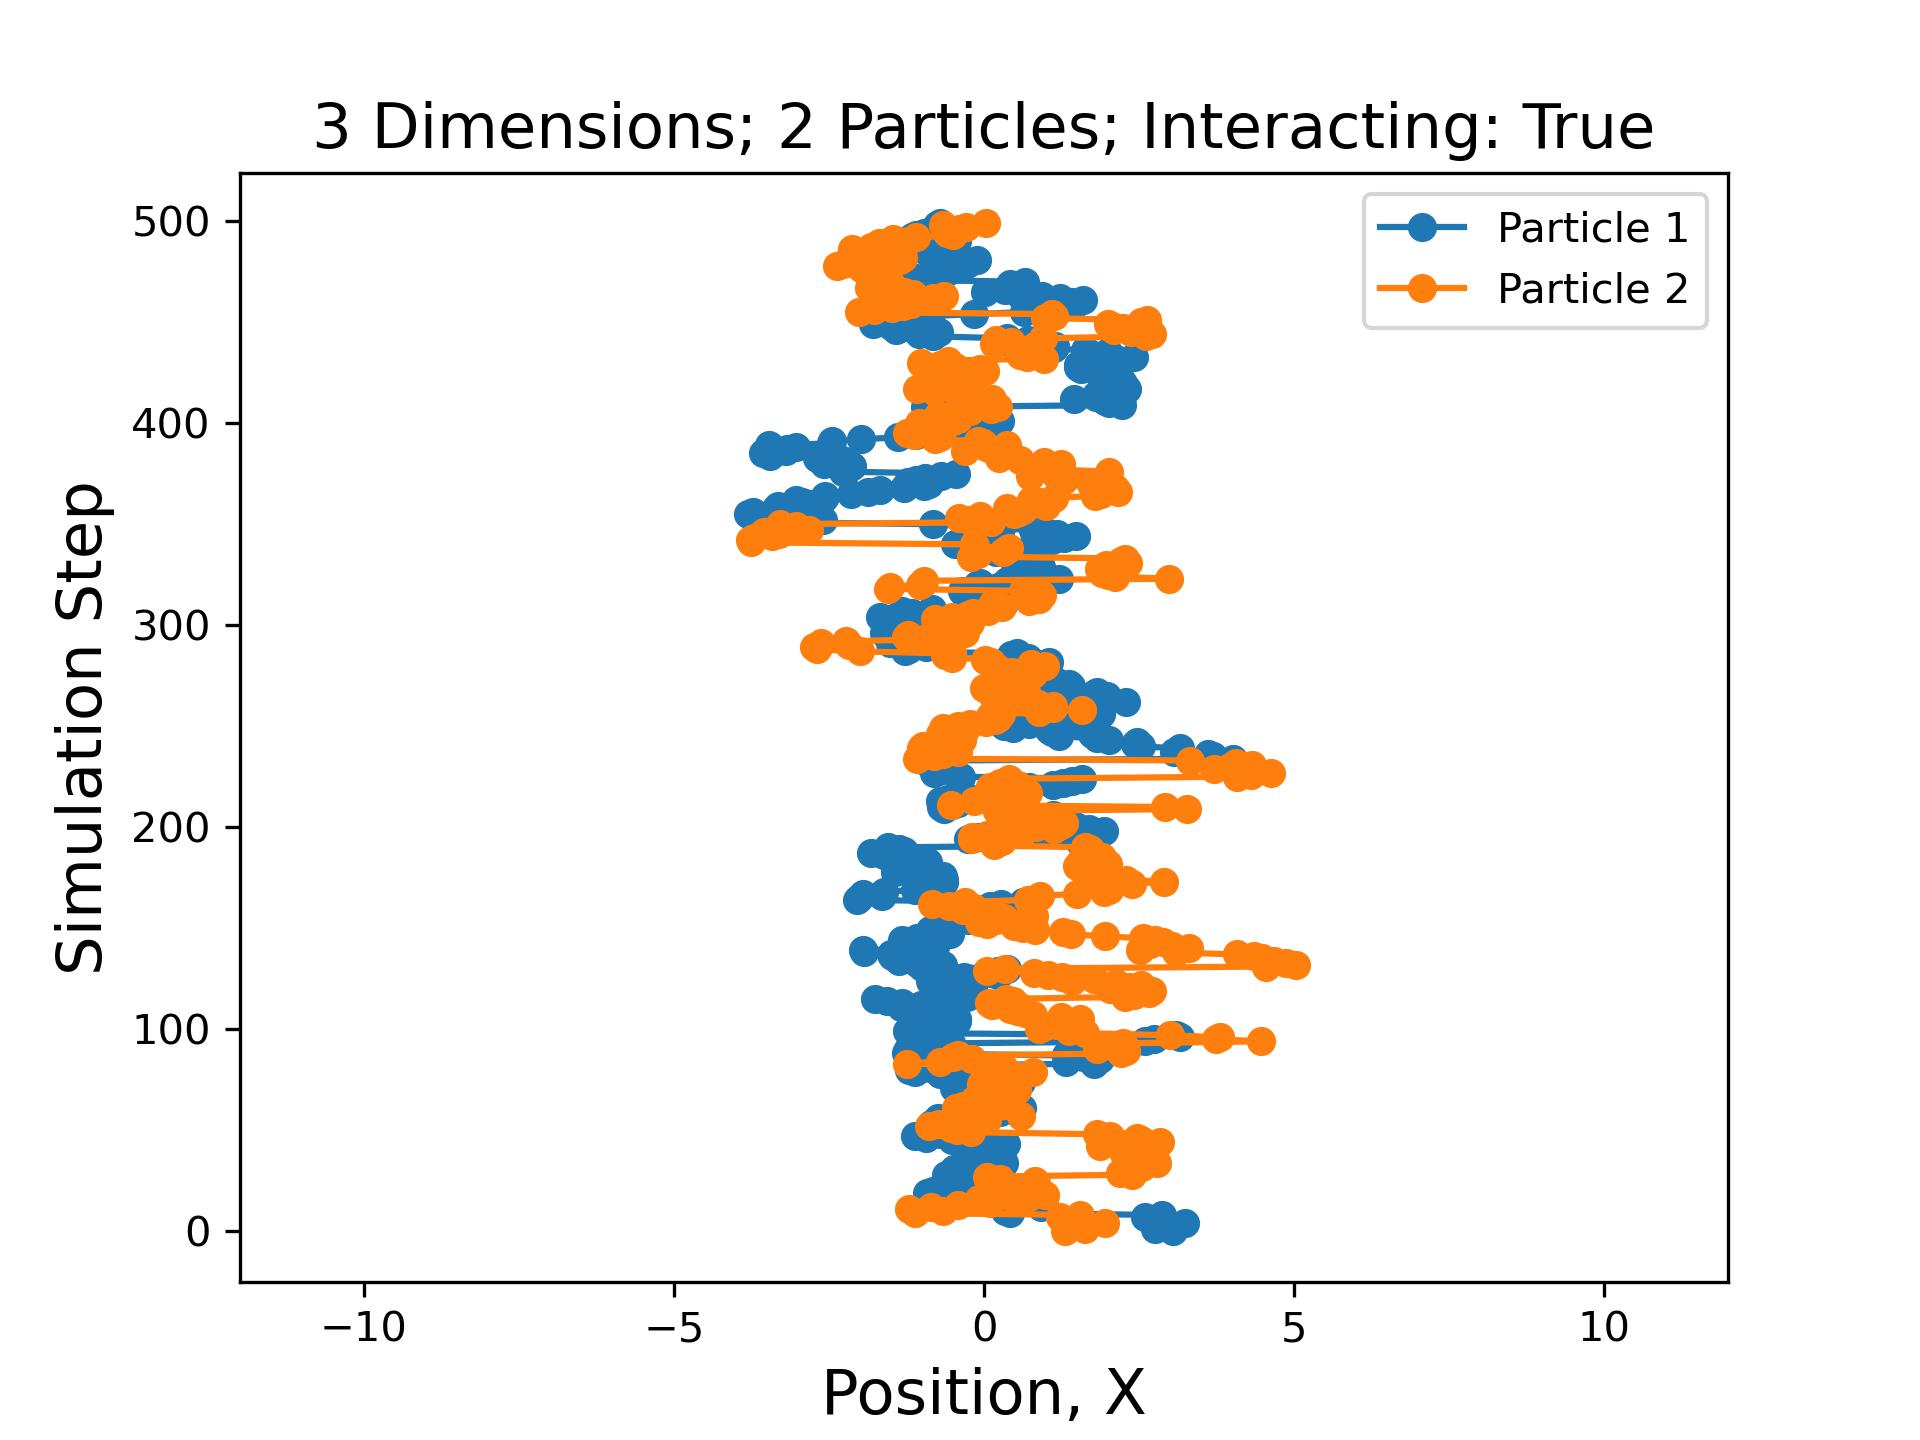 3 Dimensions; 2 Particles; Interacting: True
Particle 1
Particle 2
Simulation Step
500
400
300
200
100
0
−10
−5
0
5
10
Position, X